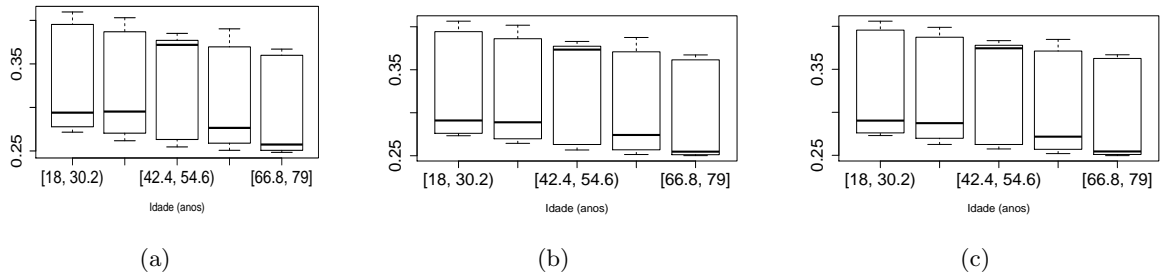 0.35
0.25
[18, 30.2)
[42.4, 54.6)
[66.8, 79]
Idade (anos)
(a)
0.35
0.25
[18, 30.2)
[42.4, 54.6)
[66.8, 79]
Idade (anos)
(b)
0.35
0.25
[18, 30.2)
[42.4, 54.6)
[66.8, 79]
Idade (anos)
(c)